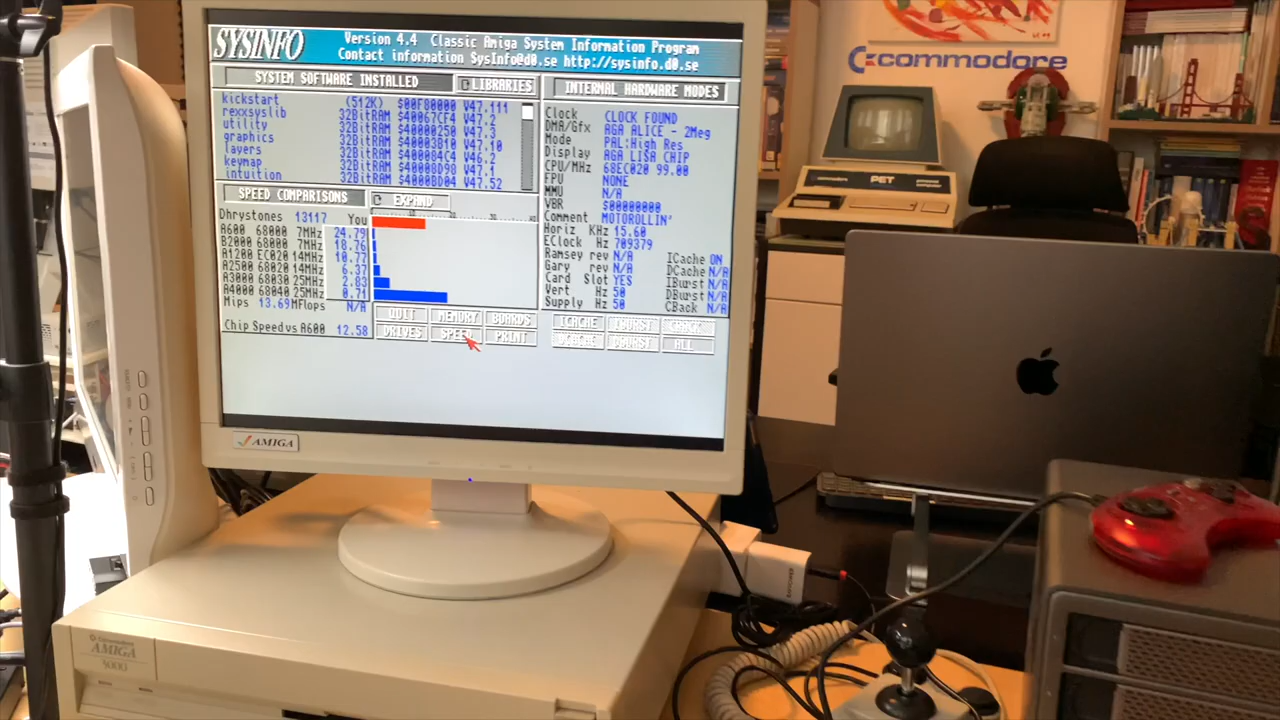 SYSINFO
Version 4.4 Classic Amiga System Information Program
Contact information SysInfo@d0.se http://sysinfo.d0.se
SYSTEM SOFTWARE INSTALLED
LIBRARIES
INTERNAL HARDWARE MODES
kickstart (512K) $00F80000 V47.111
rexxsyslib 32BitRAM $40067CF4 V47.2
utility 32BitRAM $40000250 V47.3
graphics 32BitRAM $40003B10 V47.10
layers 32BitRAM $400084C4 V46.2
keymap 32BitRAM $40008D98 V47.1
intuition 32BitRAM $4000BD04 V47.52
Clock CLOCK FOUND
DMA/Gfx AGA ALICE - 2Meg
Mode PAL:High Res
Display AGA LISA CHIP
CPU/MHz 68EC020 99.00
FPU NONE
MMU N/A
VBR $00000000
Comment MOTOROLLIN'
Horiz KHz 15.60
EClock Hz 709379
Ramsey rev N/A ICache ON
Gary rev N/A DCache N/A
Card Slot YES IBurst N/A
Vert Hz 50 DBurst N/A
Supply Hz 50 CBack N/A
SPEED COMPARISONS
EXPAND
Dhrystones 13117 You
A600 68000 7MHz 24.79
B2000 68000 7MHz 18.76
A1200 EC020 14MHz 10.77
A2500 68020 14MHz 6.37
A3000 68030 25MHz 2.83
A4000 68040 25MHz 0.71
Mips 13.69 MFlops N/A
Chip Speed vs A600 12.58
QUIT MEMORY BOARDS
DRIVES SPEED PRINT
ICACHE IBURST CBACK
DCACHE DBURST ALL
AMIGA
Commodore
AMIGA
3000
commodore
PET